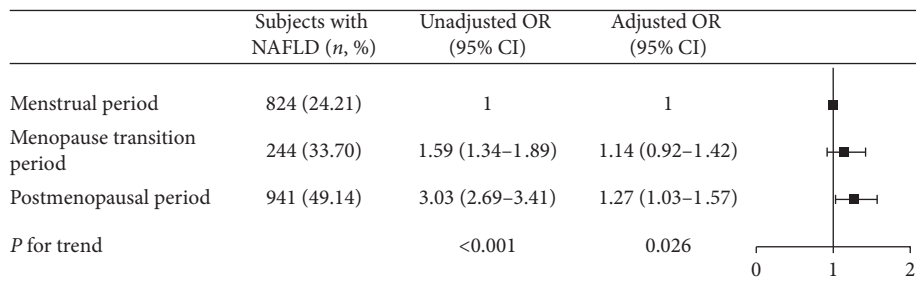 Subjects with NAFLD (n, %)
Unadjusted OR (95% CI)
Adjusted OR (95% CI)
Menstrual period 824 (24.21) 1 1
Menopause transition period 244 (33.70) 1.59 (1.34–1.89) 1.14 (0.92–1.42)
Postmenopausal period 941 (49.14) 3.03 (2.69–3.41) 1.27 (1.03–1.57)
P for trend <0.001 0.026
0 1 2